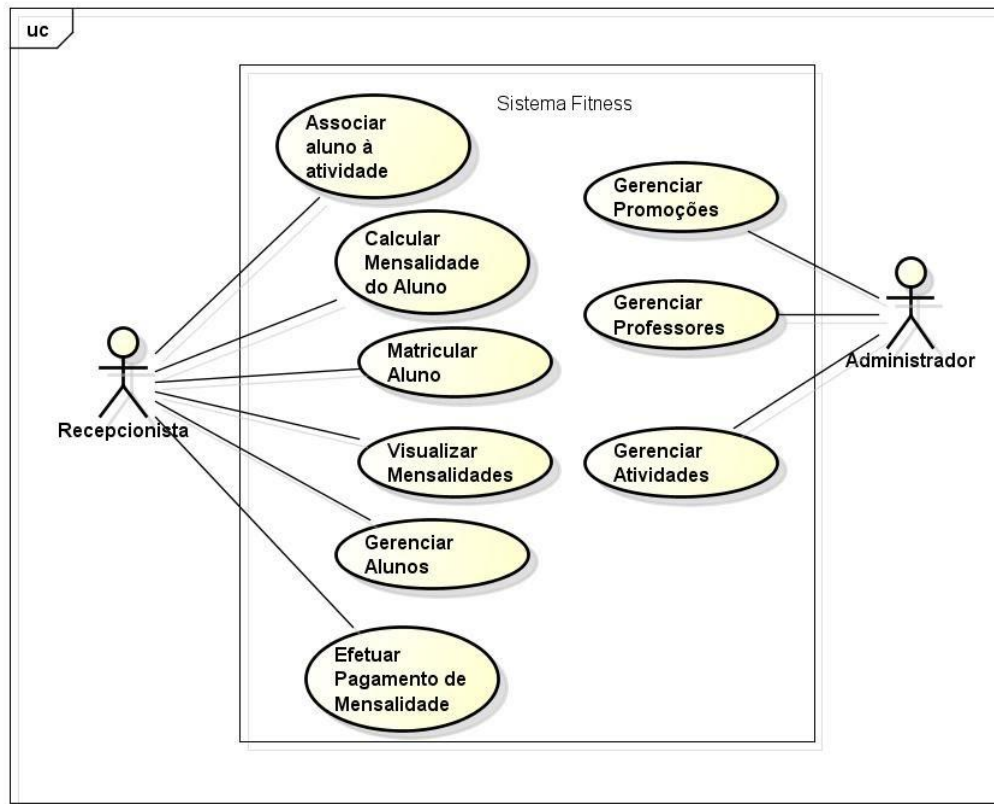 uc
Sistema Fitness
Associar
aluno à
atividade
Calcular
Mensalidade
do Aluno
Matricular
Aluno
Visualizar
Mensalidades
Gerenciar
Alunos
Efetuar
Pagamento de
Mensalidade
Recepcionista
Gerenciar
Promoções
Gerenciar
Professores
Gerenciar
Atividades
Administrador